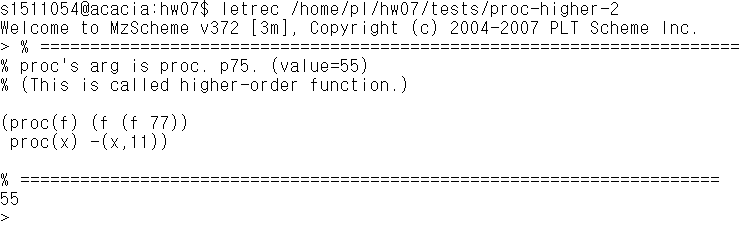 s1511054@acacia:hw07$ letrec /home/pl/hw07/tests/proc-higher-2
Welcome to MzScheme v372 [3m], Copyright (c) 2004-2007 PLT Scheme Inc.
> % ======================================================================
% proc's arg is proc. p75. (value=55)
% (This is called higher-order function.)
(proc(f) (f (f 77))
 proc(x) -(x,11))
% ======================================================================
55
>